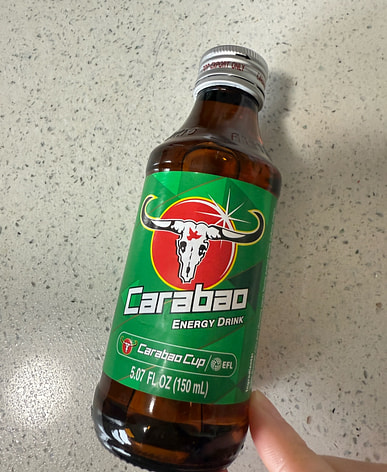 Carabao
ENERGY DRINK
Carabao Cup EFL
5.07 FL OZ (150 mL)